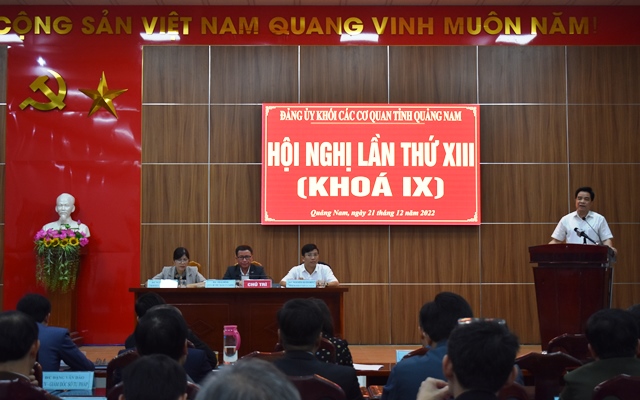 CỘNG SẢN VIỆT NAM QUANG VINH MUÔN NĂM!
ĐẢNG ỦY KHỐI CÁC CƠ QUAN TỈNH QUẢNG NAM
HỘI NGHỊ LẦN THỨ XIII
(KHOÁ IX)
Quảng Nam, ngày 21 tháng 12 năm 2022
CHỦ TRÌ